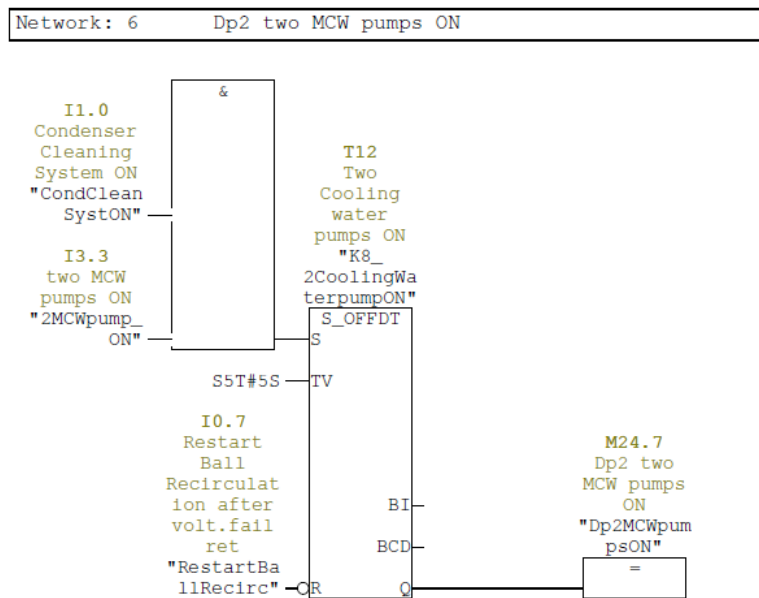 Network: 6 Dp2 two MCW pumps ON
&
I1.0
Condenser
Cleaning
System ON
"CondClean
SystON"
I3.3
two MCW
pumps ON
"2MCWpump_
ON"
T12
Two
Cooling
water
pumps ON
"K8_
2CoolingWa
terpumpON"
S_OFFDT
S
S5T#5S
TV
I0.7
Restart
Ball
Recirculat
ion after
volt.fail
ret
"RestartBa
llRecirc"
R
BI
BCD
Q
M24.7
Dp2 two
MCW pumps
ON
"Dp2MCWpum
psON"
=